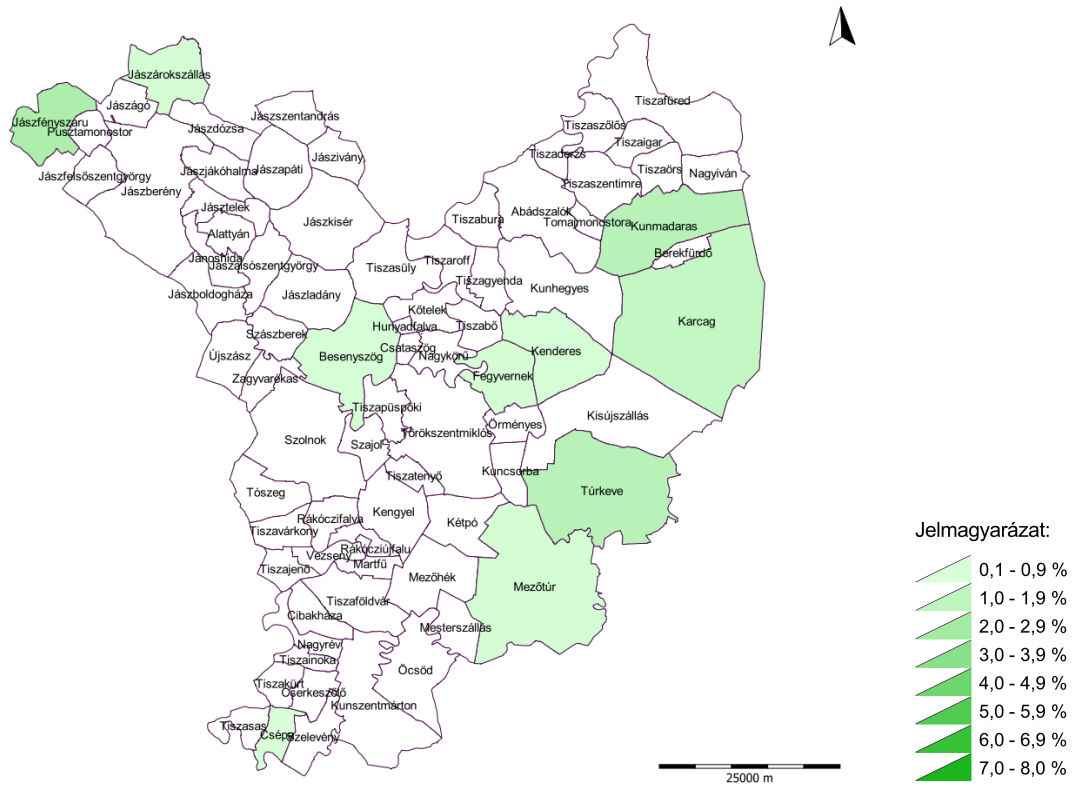 Jászárokszállás
Jászágó
Jászfényszaru
Pusztamonostor
Jászdózsa
Jászszentandrás
Jászivány
Jászfelsőszentgyörgy
Jászberény
Jászjákóhalma
Jászapáti
Jásztelek
Alattyán
Jászkisér
Jánoshida
Jászalsószentgyörgy
Jászboldogháza
Jászladány
Tiszafüred
Tiszaszőlős
Tiszaigar
Tiszaderzs
Tiszaörs
Nagyiván
Tiszaszentimre
Abádszalók
Tomajmonostora
Kunmadaras
Tiszabura
Berekfürdő
Tiszasüly
Tiszaroff
Tiszagyenda
Kunhegyes
Karcag
Kőtelek
Hunyadfalva
Tiszabő
Szászberek
Újszász
Besenyszög
Csataszög
Nagykörű
Kenderes
Zagyvarékas
Fegyvernek
Tiszapüspöki
Kisújszállás
Szolnok
Szajol
Törökszentmiklós
Örményes
Tiszatenyő
Kuncsorba
Túrkeve
Tószeg
Rákóczifalva
Kengyel
Kétpó
Tiszavárkony
Rákócziújfalu
Vezseny
Martfű
Tiszajenő
Mezőhék
Mezőtúr
Tiszaföldvár
Cibakháza
Mesterszállás
Nagyrév
Tiszainoka
Öcsöd
Tiszakürt
Cserkeszőlő
Kunszentmárton
Tiszasas
Csépa
Szelevény
Jelmagyarázat:
0,1 - 0,9 %
1,0 - 1,9 %
2,0 - 2,9 %
3,0 - 3,9 %
4,0 - 4,9 %
5,0 - 5,9 %
6,0 - 6,9 %
7,0 - 8,0 %
25000 m